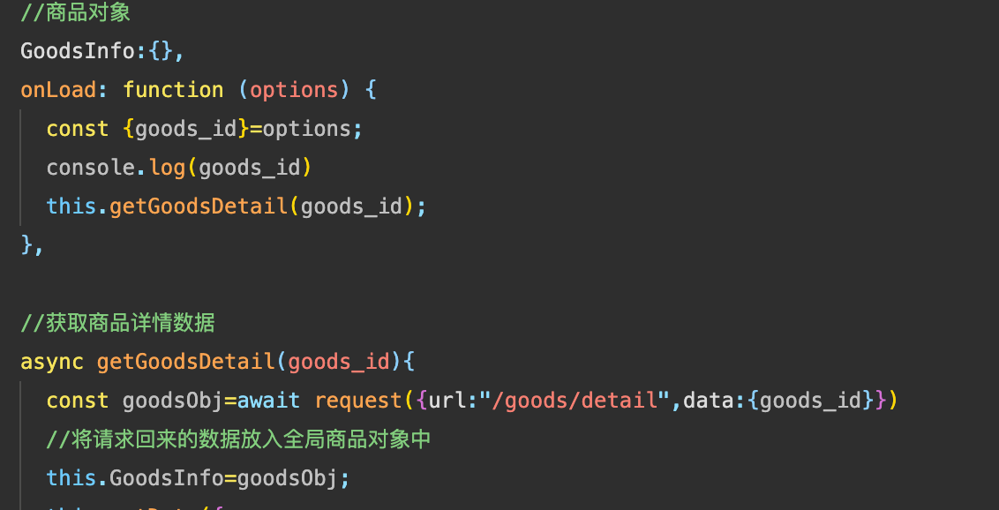 //商品对象
GoodsInfo:{},
onLoad: function (options) {
const {goods_id}=options;
console.log(goods_id)
this.getGoodsDetail(goods_id);
},
//获取商品详情数据
async getGoodsDetail(goods_id){
const goodsObj=await request({url:"/goods/detail",data:{goods_id}})
//将请求回来的数据放入全局商品对象中
this.GoodsInfo=goodsObj;